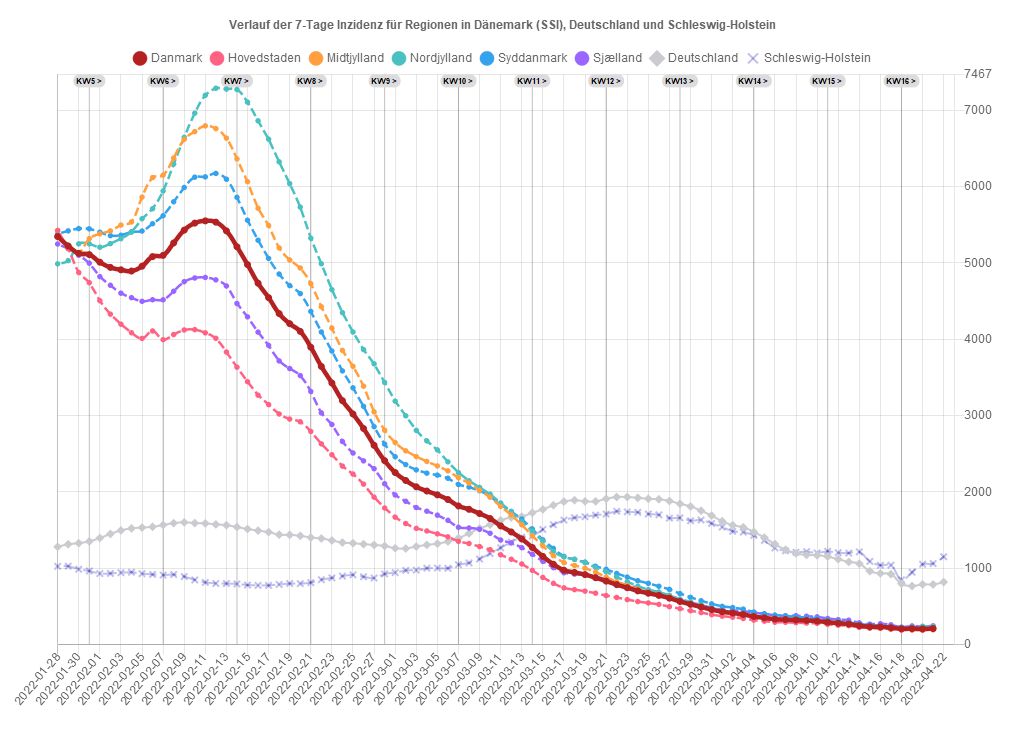 Verlauf der 7-Tage Inzidenz für Regionen in Dänemark (SSI), Deutschland und Schleswig-Holstein
Danmark Hovedstaden Midtjylland Nordjylland Syddanmark Sjælland Deutschland Schleswig-Holstein
KW5 > KW6 > KW7 > KW8 > KW9 > KW10 > KW11 > KW12 > KW13 > KW14 > KW15 > KW16 >
7467
7000
6000
5000
4000
3000
2000
1000
0
2022-01-28 2022-01-30 2022-02-01 2022-02-03 2022-02-05 2022-02-07 2022-02-09 2022-02-11 2022-02-13 2022-02-15 2022-02-17 2022-02-19 2022-02-21 2022-02-23 2022-02-25 2022-02-27 2022-03-01 2022-03-03 2022-03-05 2022-03-07 2022-03-09 2022-03-11 2022-03-13 2022-03-15 2022-03-17 2022-03-19 2022-03-21 2022-03-23 2022-03-25 2022-03-27 2022-03-29 2022-03-31 2022-04-02 2022-04-04 2022-04-06 2022-04-08 2022-04-10 2022-04-12 2022-04-14 2022-04-16 2022-04-18 2022-04-20 2022-04-22